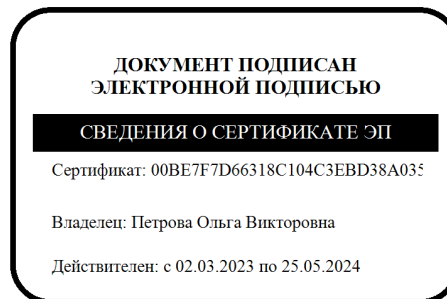 ДОКУМЕНТ ПОДПИСАН
ЭЛЕКТРОННОЙ ПОДПИСЬЮ
СВЕДЕНИЯ О СЕРТИФИКАТЕ ЭП
Сертификат: 00BE7F7D66318C104C3EBD38A035
Владелец: Петрова Ольга Викторовна
Действителен: с 02.03.2023 по 25.05.2024